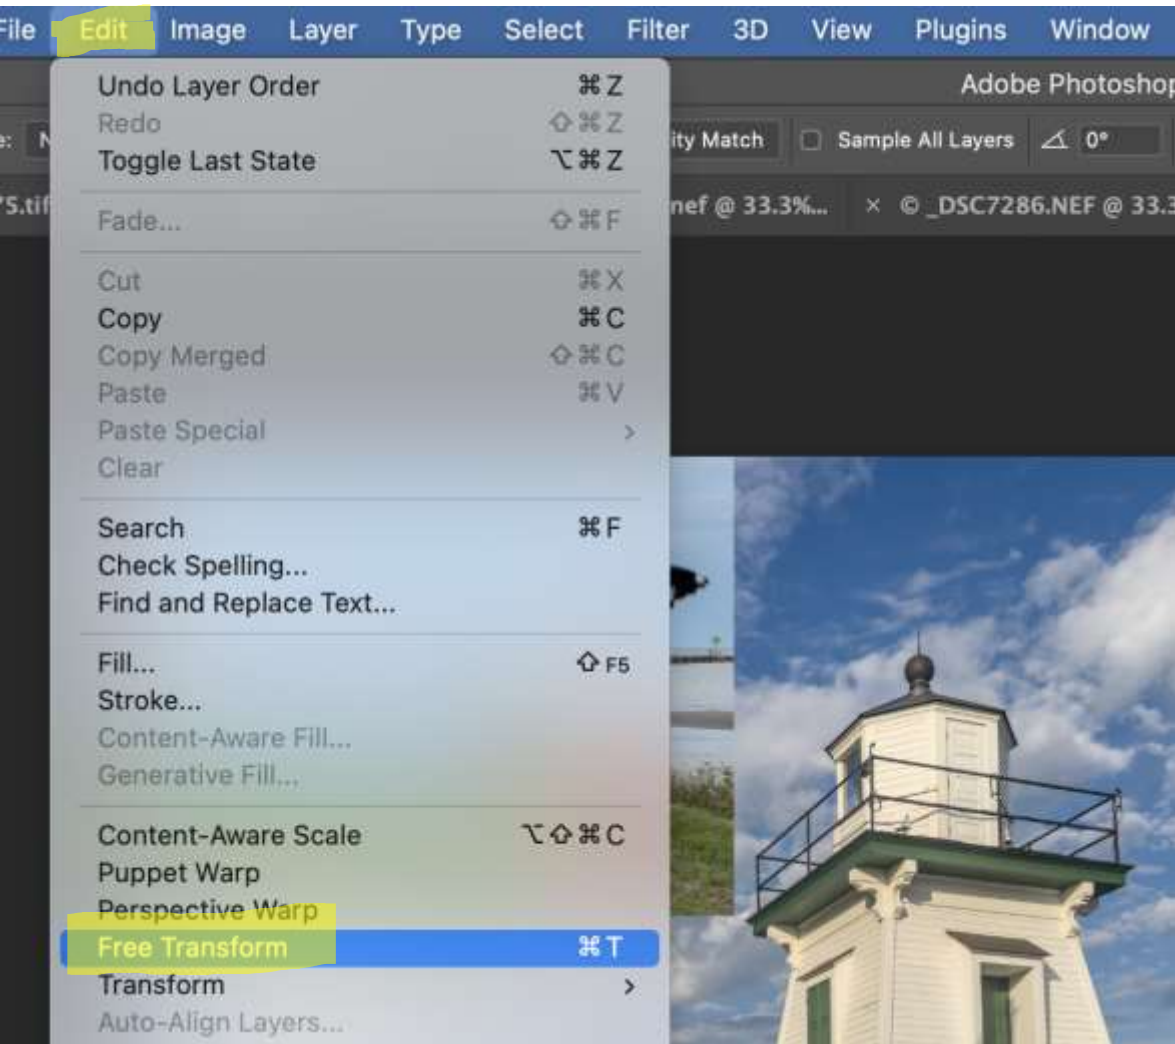 File Edit Image Layer Type Select Filter 3D View Plugins Window
Adobe Photoshop
Undo Layer Order ⌘Z
Redo ⇧⌘Z
Toggle Last State ⌥⌘Z
ity Match Sample All Layers 0°
Fade... ⇧⌘F
5.tif nef @ 33.3%... × © _DSC7286.NEF @ 33.3
Cut ⌘X
Copy ⌘C
Copy Merged ⇧⌘C
Paste ⌘V
Paste Special >
Clear
Search ⌘F
Check Spelling...
Find and Replace Text...
Fill... ⇧F5
Stroke...
Content-Aware Fill...
Generative Fill...
Content-Aware Scale ⌥⇧⌘C
Puppet Warp
Perspective Warp
Free Transform ⌘T
Transform >
Auto-Align Layers...